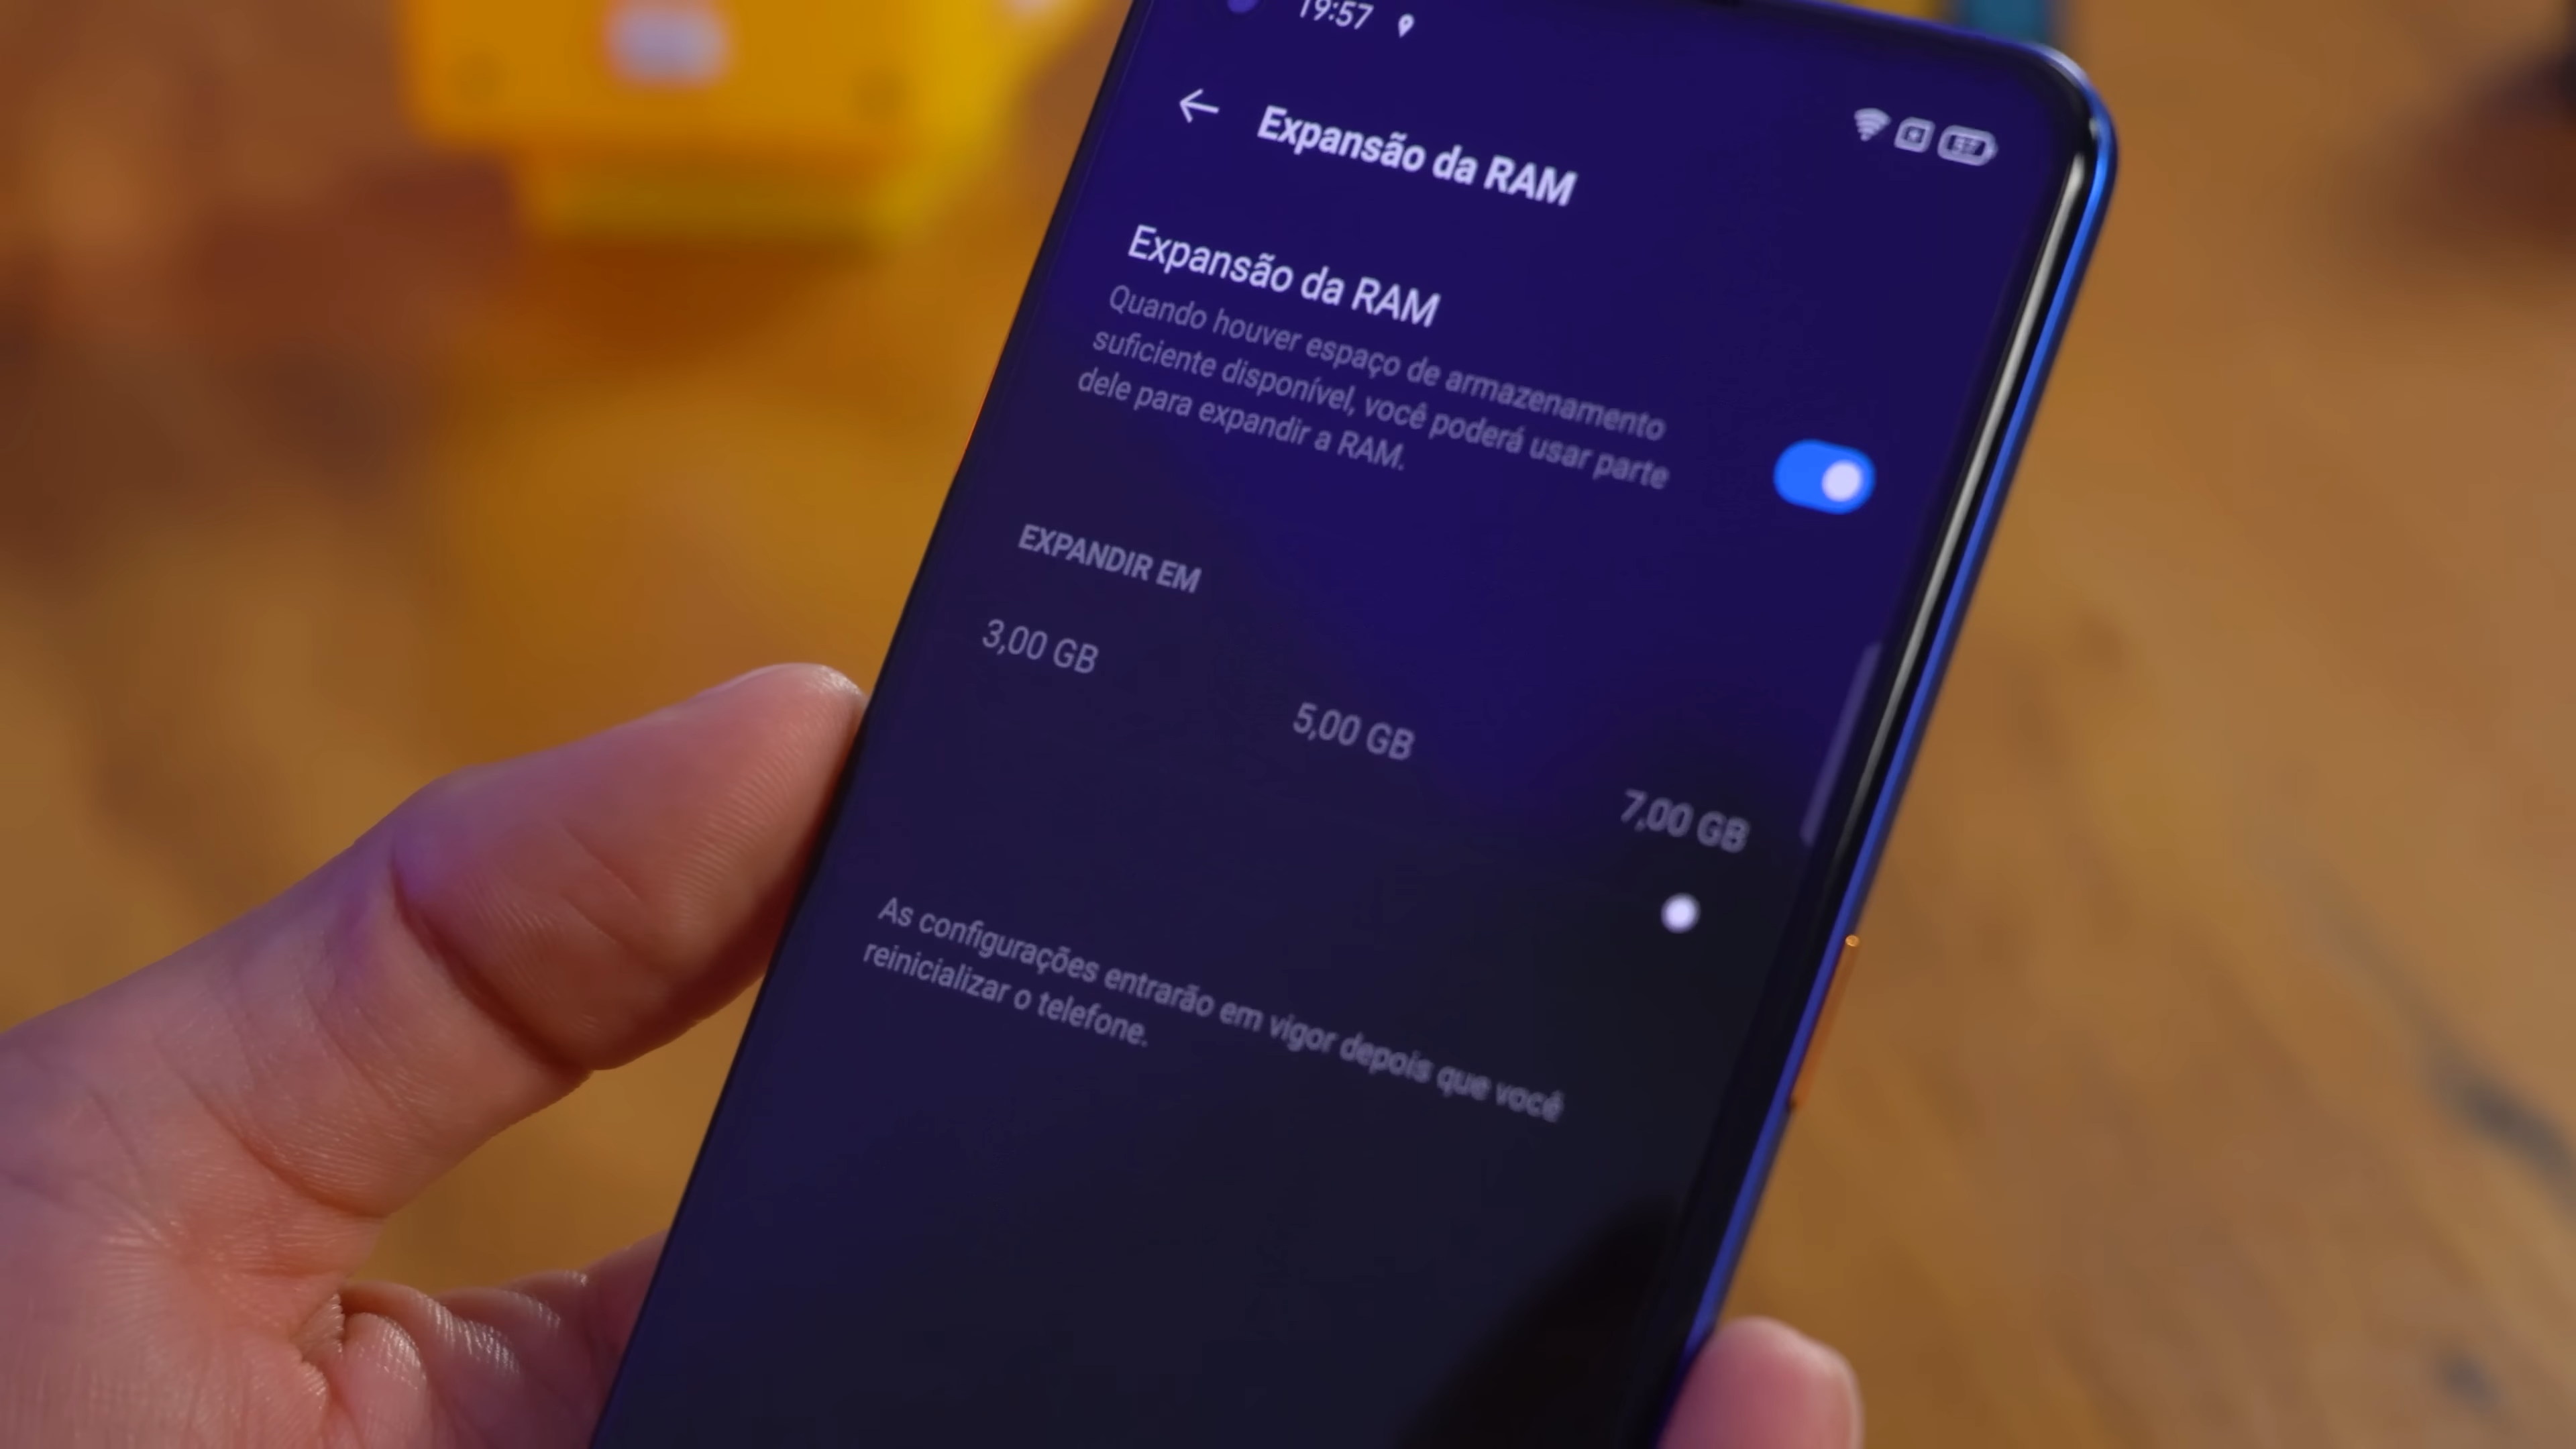 19:57
Expansão da RAM
Expansão da RAM
Quando houver espaço de armazenamento
suficiente disponível, você poderá usar parte
dele para expandir a RAM.
EXPANDIR EM
3,00 GB
5,00 GB
7,00 GB
As configurações entrarão em vigor depois que você
reinicializar o telefone.